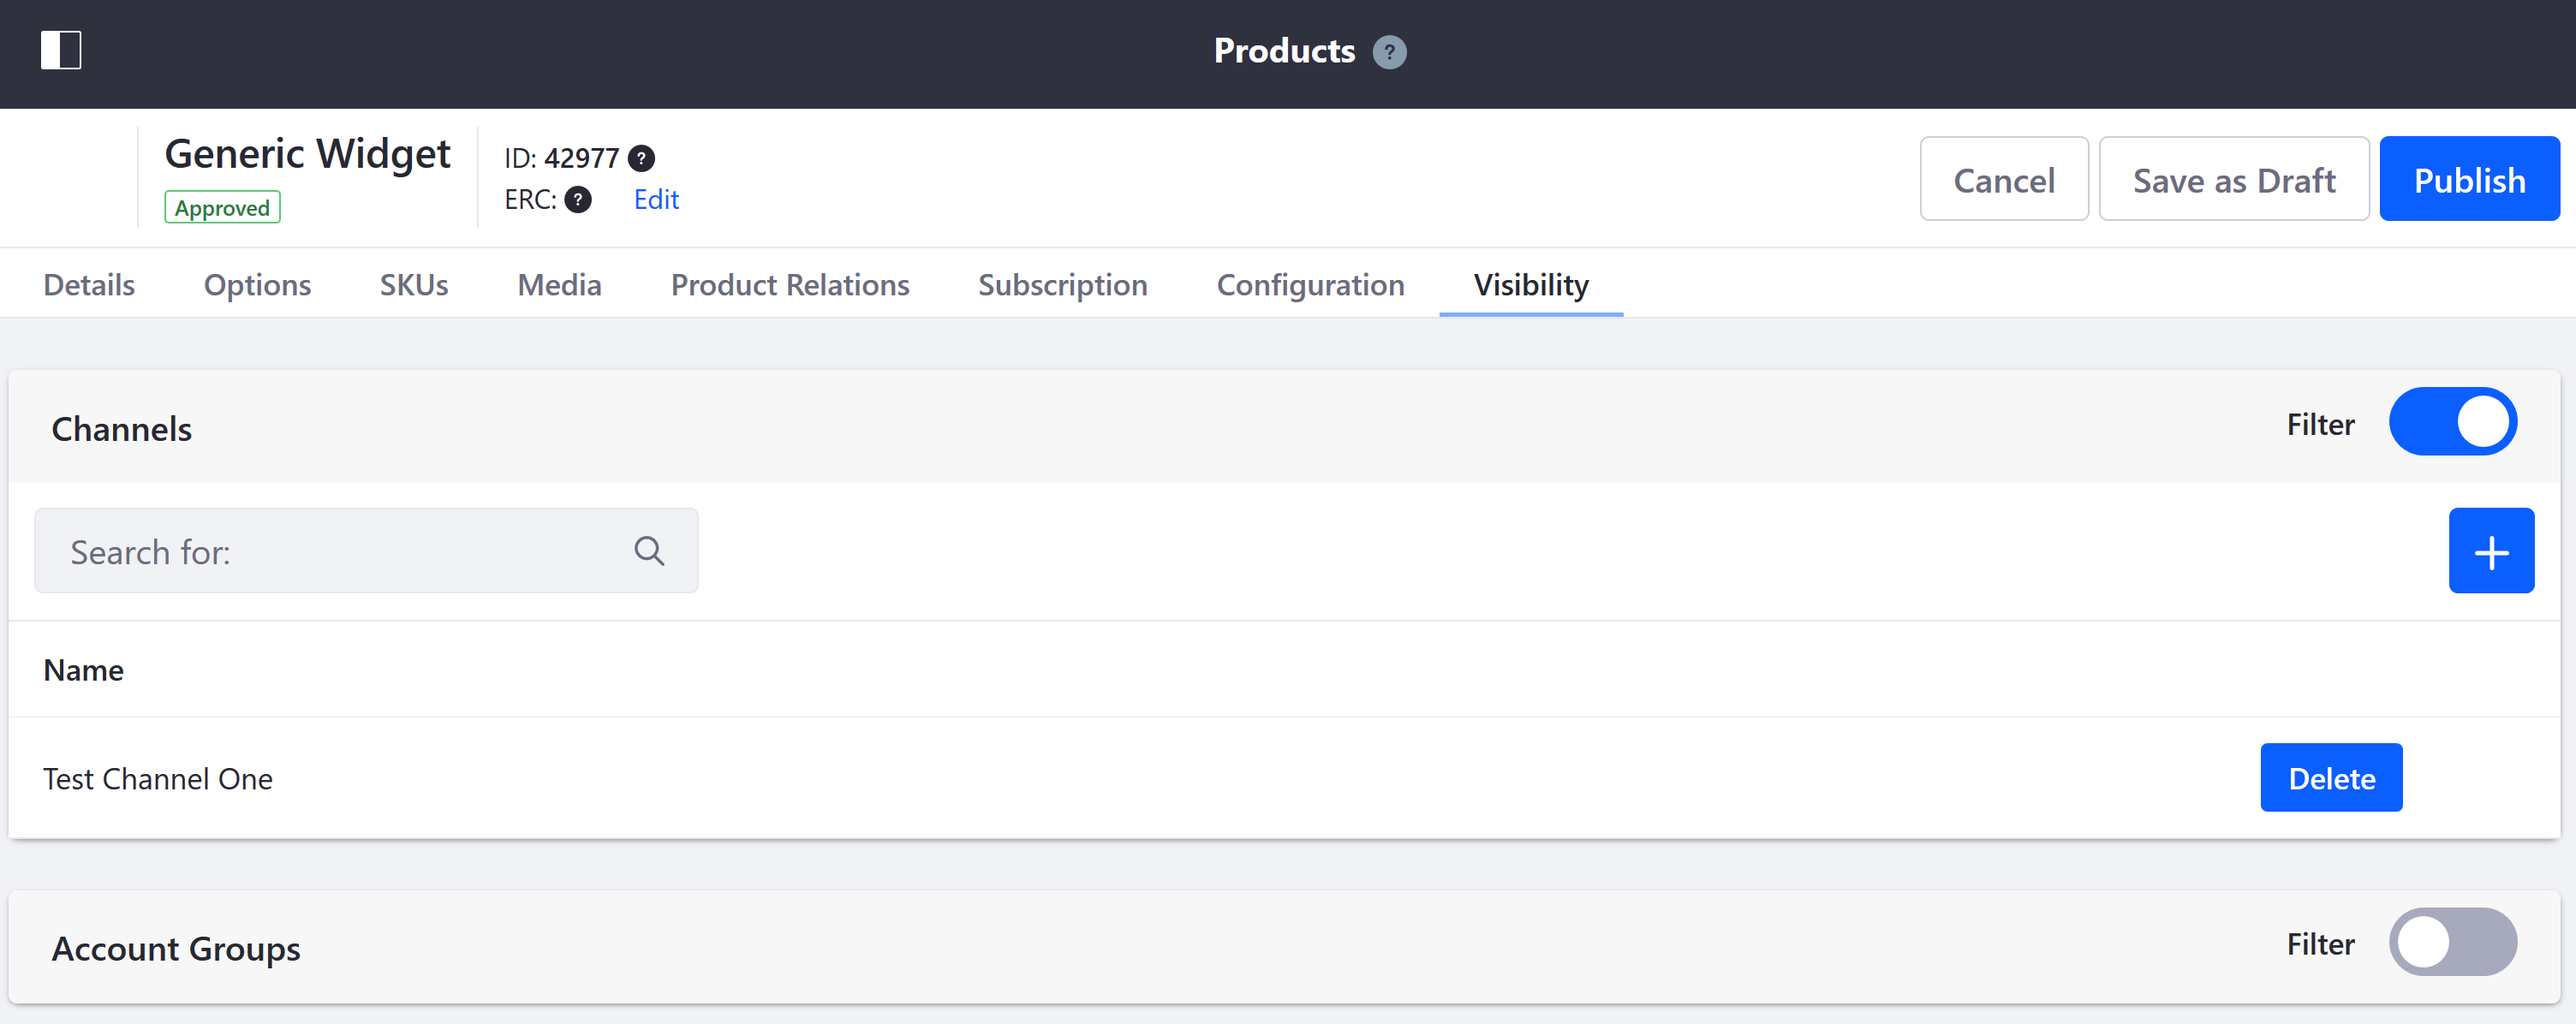 Products ?
Generic Widget
Approved
ID: 42977 ?
ERC: ? Edit
Cancel
Save as Draft
Publish
Details Options SKUs Media Product Relations Subscription Configuration Visibility
Channels
Filter
Search for:
Name
Test Channel One
Delete
Account Groups
Filter